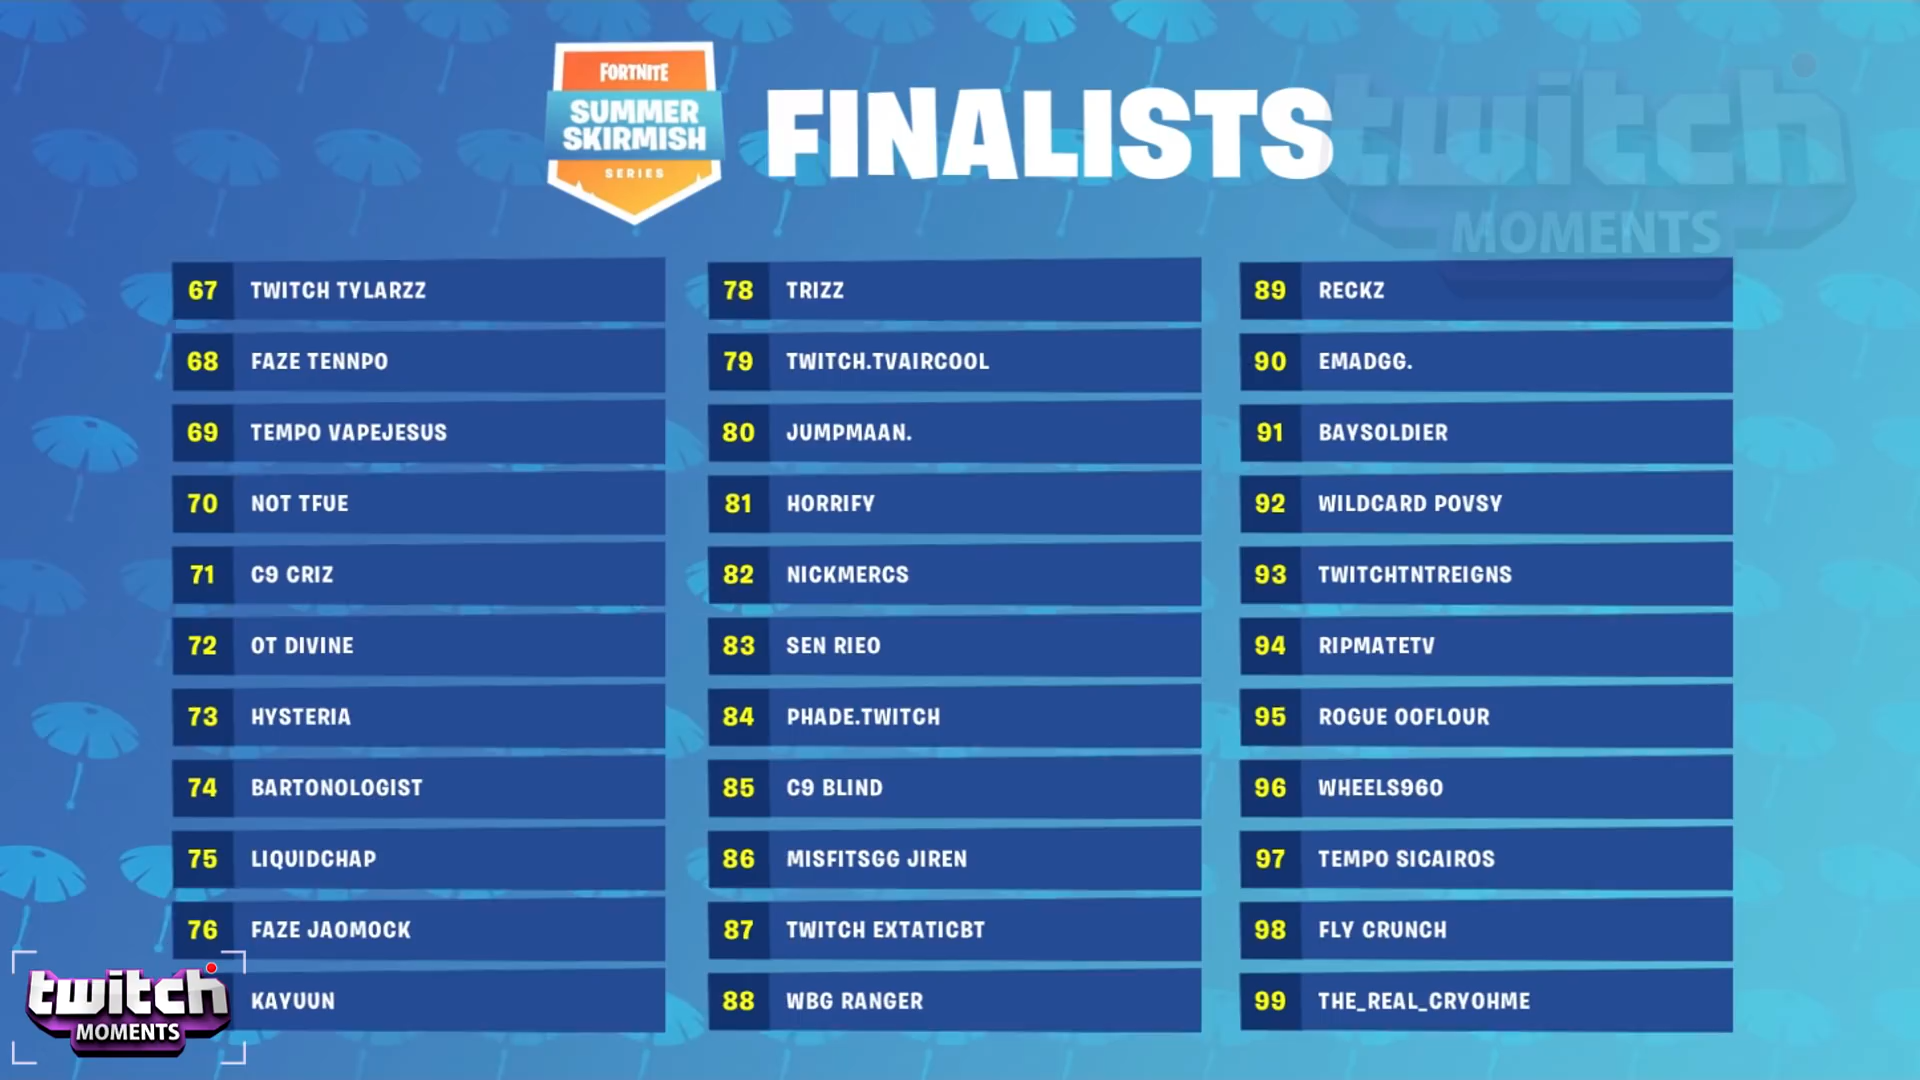 FORTNITE
SUMMER
SKIRMISH
SERIES
FINALISTS
twitch
MOMENTS
67 TWITCH TYLARZZ
68 FAZE TENNPO
69 TEMPO VAPEJESUS
70 NOT TFUE
71 C9 CRIZ
72 OT DIVINE
73 HYSTERIA
74 BARTONOLOGIST
75 LIQUIDCHAP
76 FAZE JAOMOCK
KAYUUN
78 TRIZZ
79 TWITCH.TVAIRCOOL
80 JUMPMAAN.
81 HORRIFY
82 NICKMERCS
83 SEN RIEO
84 PHADE.TWITCH
85 C9 BLIND
86 MISFITSGG JIREN
87 TWITCH EXTATICBT
88 WBG RANGER
89 RECKZ
90 EMADGG.
91 BAYSOLDIER
92 WILDCARD POVSY
93 TWITCHTNTREIGNS
94 RIPMATETV
95 ROGUE OOFLOUR
96 WHEELS960
97 TEMPO SICAIROS
98 FLY CRUNCH
99 THE_REAL_CRYOHME
twitch
MOMENTS